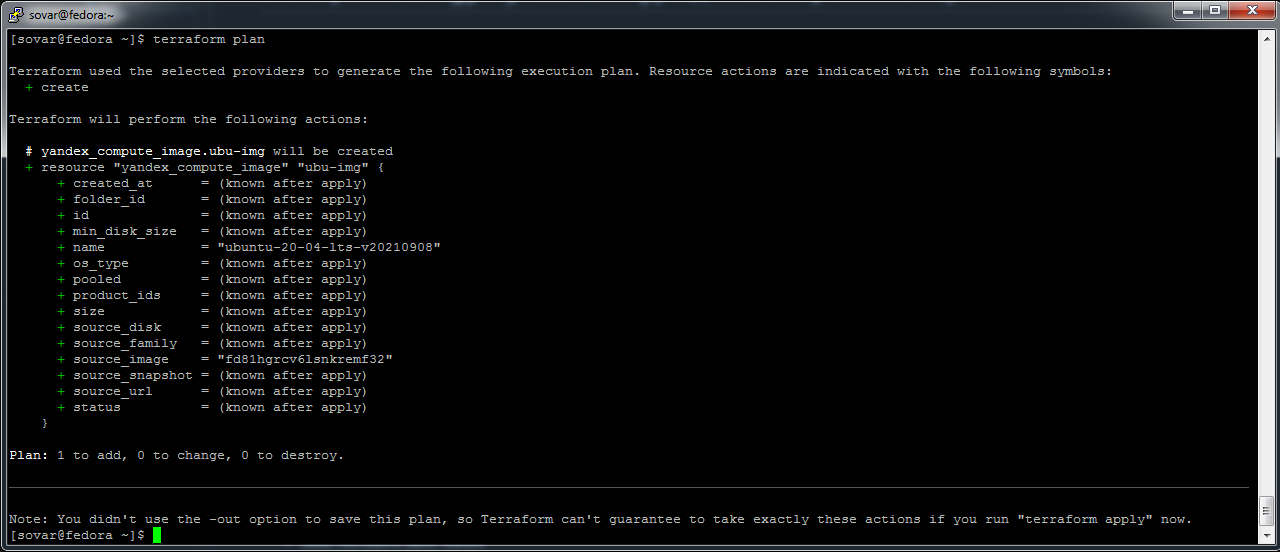 sovar@fedora:~
[sovar@fedora ~]$ terraform plan
Terraform used the selected providers to generate the following execution plan. Resource actions are indicated with the following symbols:
+ create
Terraform will perform the following actions:
# yandex_compute_image.ubu-img will be created
+ resource "yandex_compute_image" "ubu-img" {
+ created_at      = (known after apply)
+ folder_id       = (known after apply)
+ id              = (known after apply)
+ min_disk_size   = (known after apply)
+ name            = "ubuntu-20-04-lts-v20210908"
+ os_type         = (known after apply)
+ pooled          = (known after apply)
+ product_ids     = (known after apply)
+ size            = (known after apply)
+ source_disk     = (known after apply)
+ source_family   = (known after apply)
+ source_image    = "fd81hgrcv6lsnkremf32"
+ source_snapshot = (known after apply)
+ source_url      = (known after apply)
+ status          = (known after apply)
}
Plan: 1 to add, 0 to change, 0 to destroy.
Note: You didn't use the -out option to save this plan, so Terraform can't guarantee to take exactly these actions if you run "terraform apply" now.
[sovar@fedora ~]$